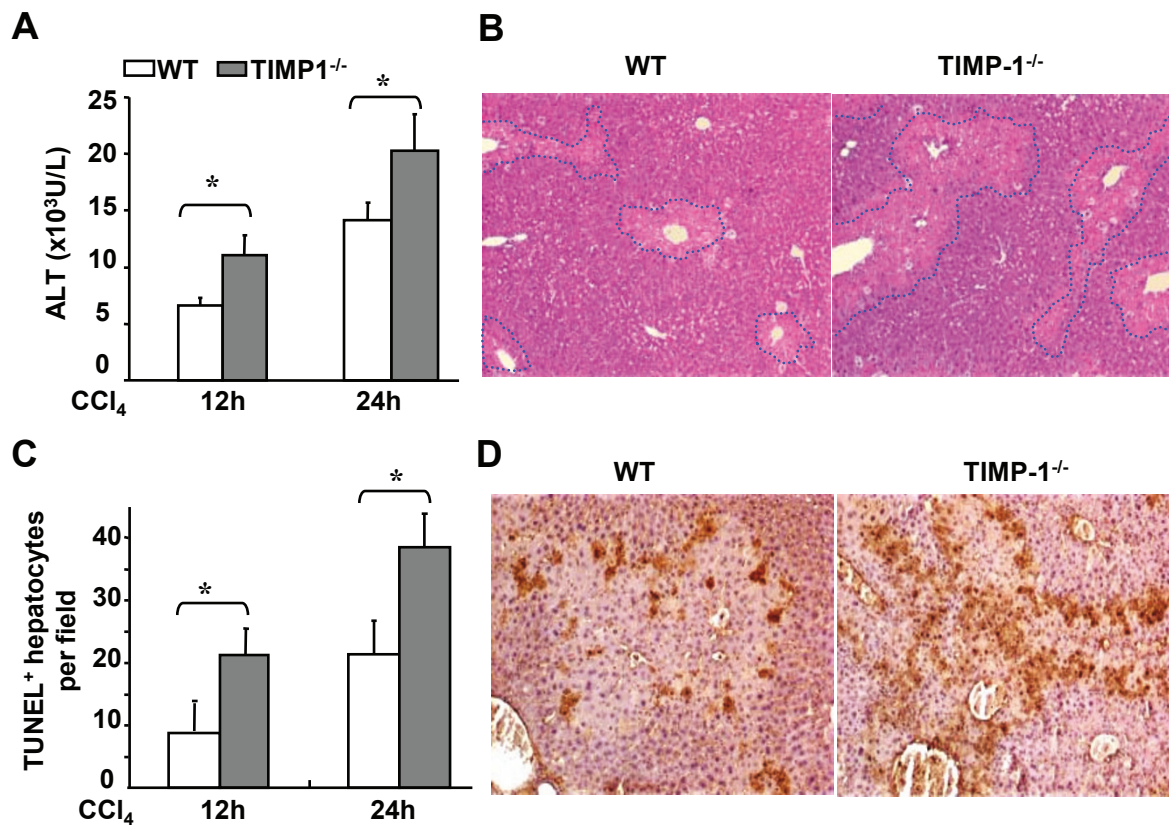 A
WT TIMP1⁻/⁻
ALT (x10³U/L)
25
20
15
10
5
0
*
*
CCl₄ 12h 24h
B
WT TIMP-1⁻/⁻
C
TUNEL⁺ hepatocytes
per field
40
30
20
10
0
*
*
CCl₄ 12h 24h
D
WT TIMP-1⁻/⁻